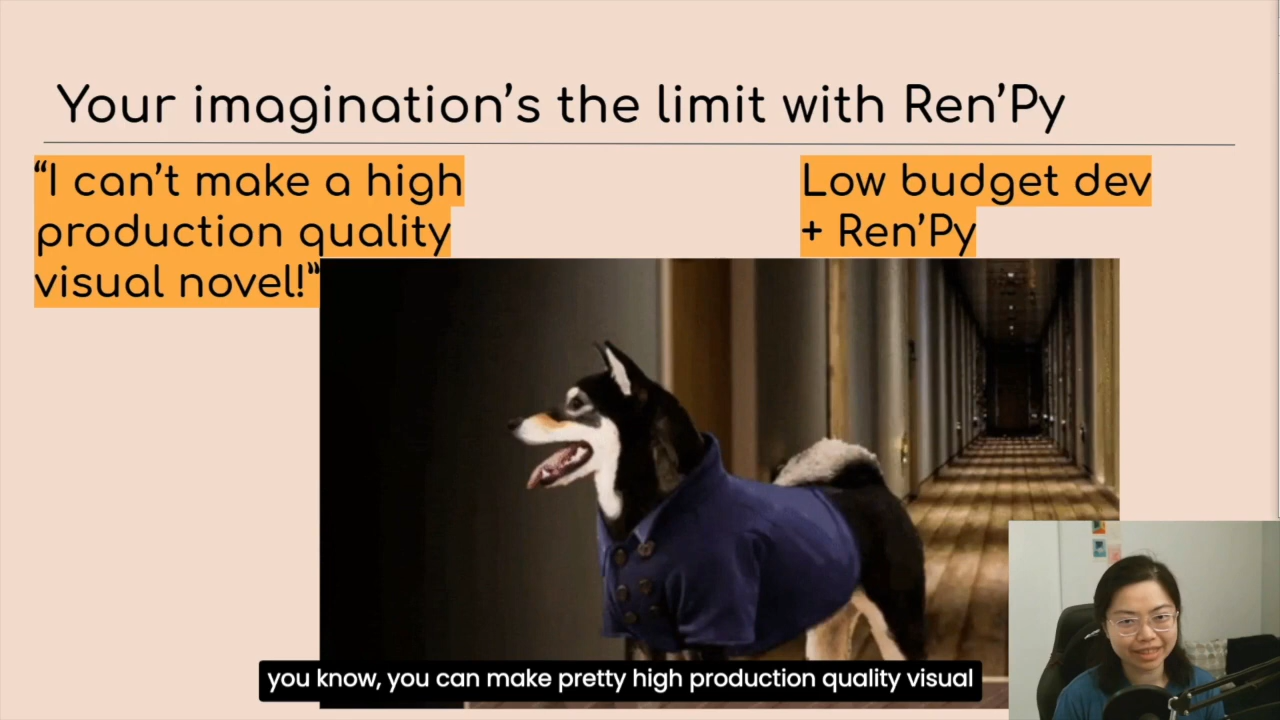 Your imagination’s the limit with Ren’Py
“I can’t make a high
production quality
visual novel!“
Low budget dev
+ Ren’Py
you know, you can make pretty high production quality visual